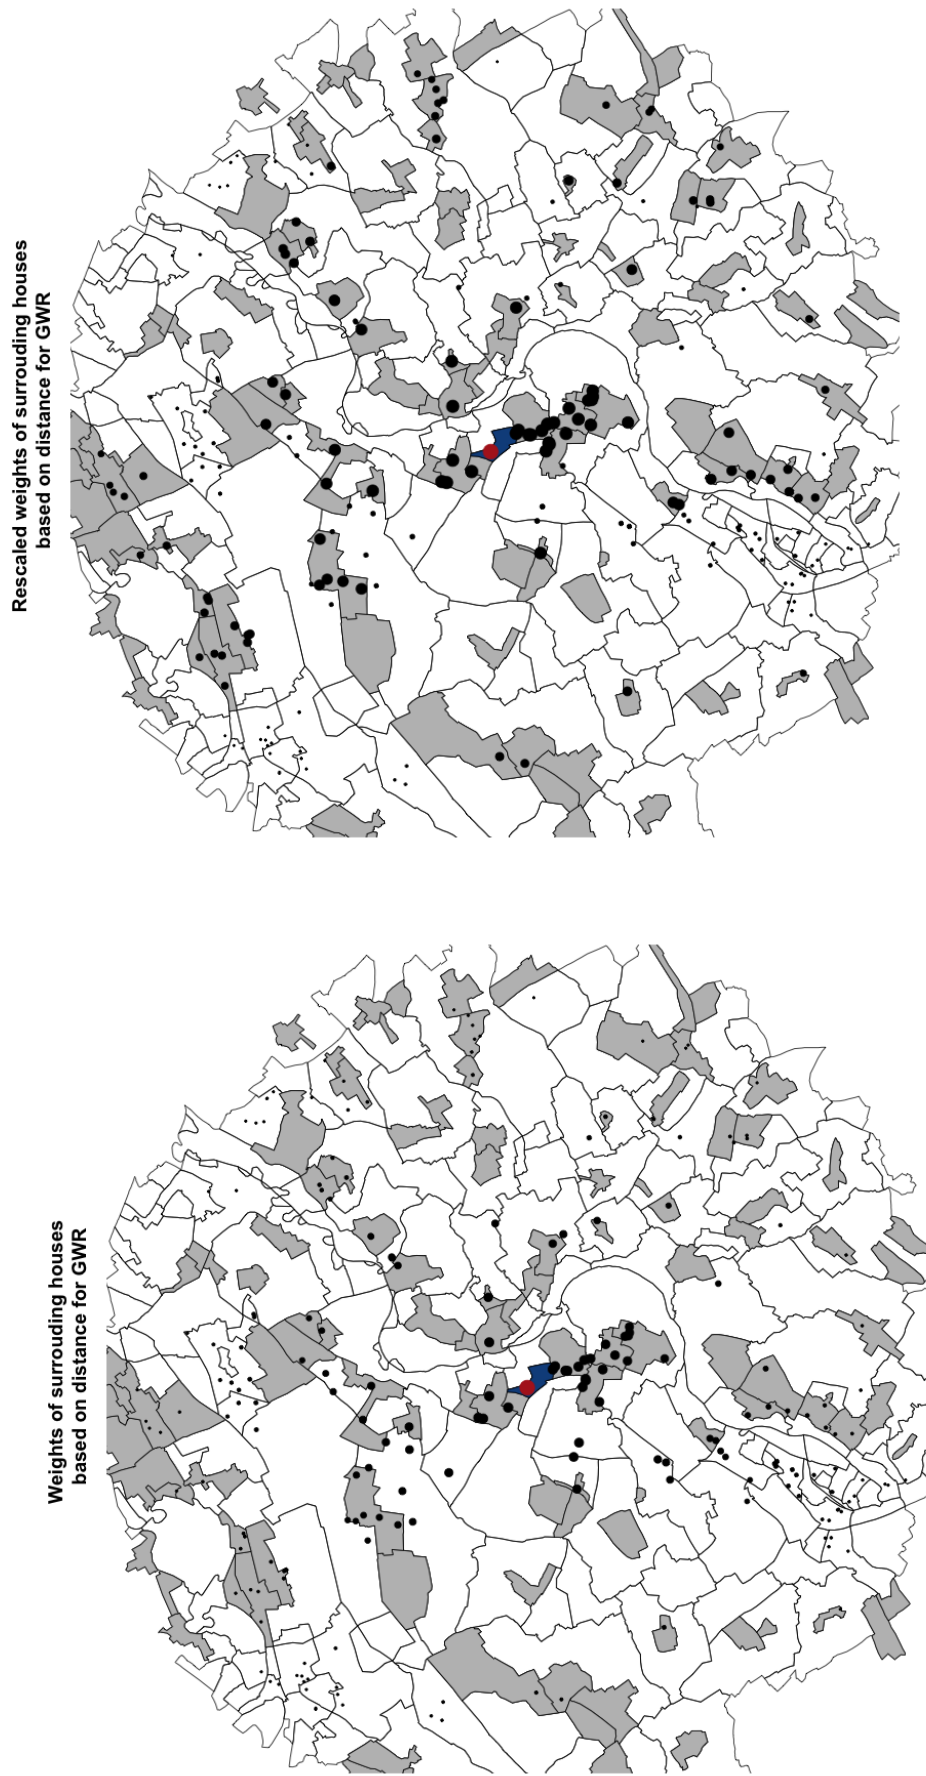 Rescaled weights of surrouding houses
based on distance for GWR
Weights of surrouding houses
based on distance for GWR